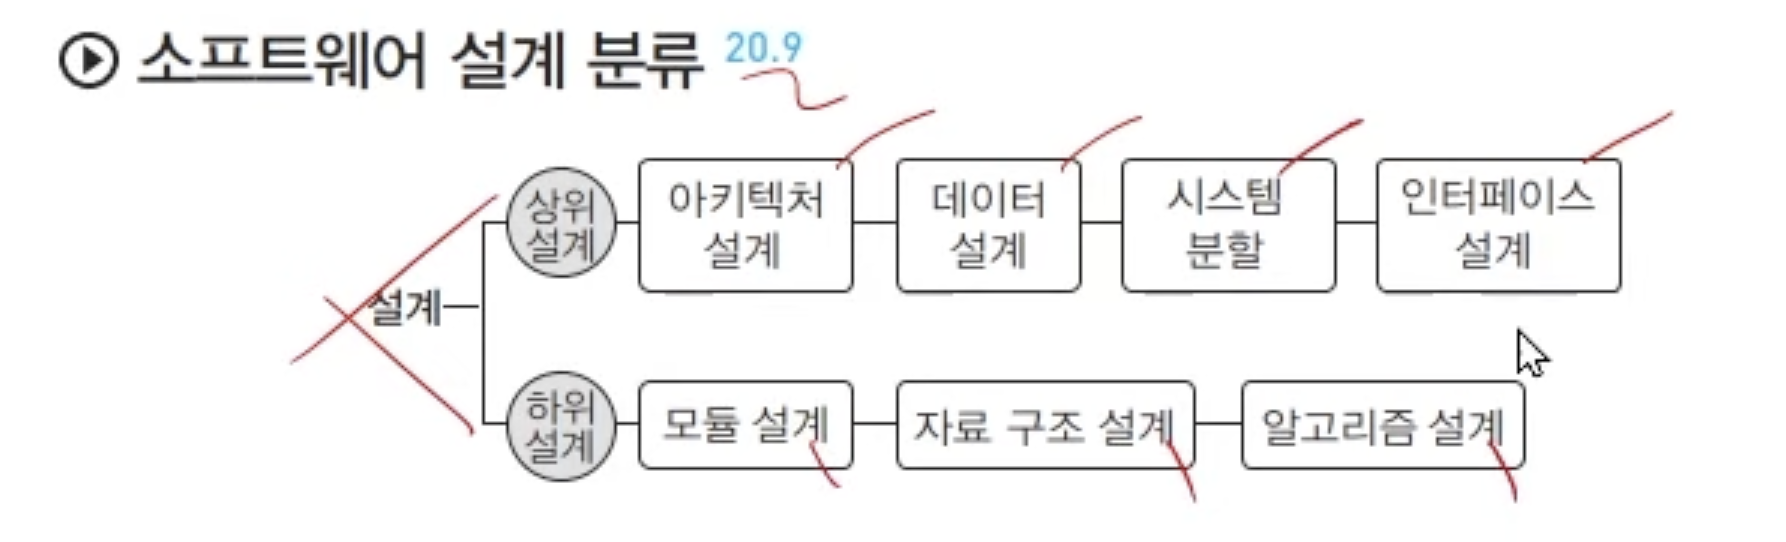 소프트웨어 설계 분류 20.9
상위
설계
아키텍처
설계
데이터
설계
시스템
분할
인터페이스
설계
설계
하위
설계
모듈 설계
자료 구조 설계
알고리즘 설계